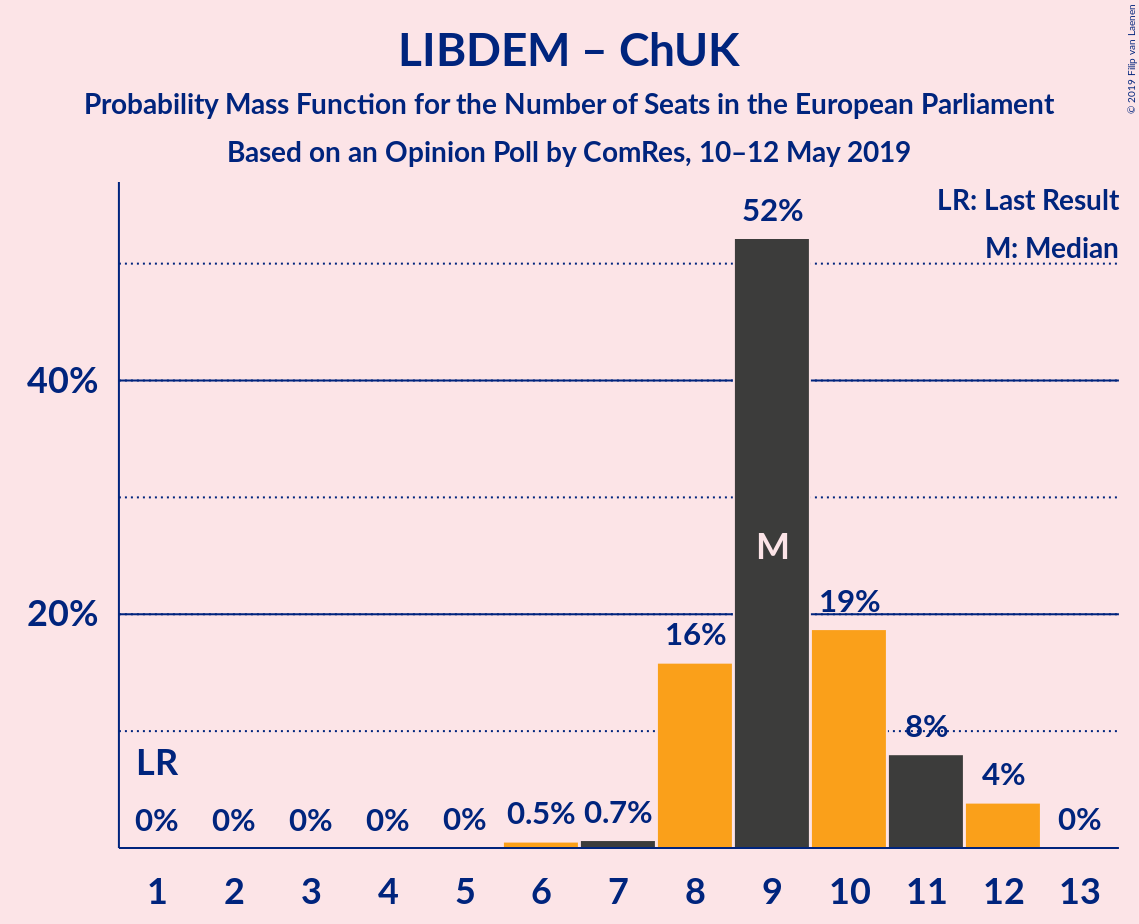 LIBDEM – ChUK
Probability Mass Function for the Number of Seats in the European Parliament
Based on an Opinion Poll by ComRes, 10–12 May 2019
© 2019 Filip van Laenen
LR: Last Result
M: Median
52%
40%
M
20%
19%
16%
8%
LR
4%
0% 0% 0% 0% 0% 0.5% 0.7% 0%
1 2 3 4 5 6 7 8 9 10 11 12 13